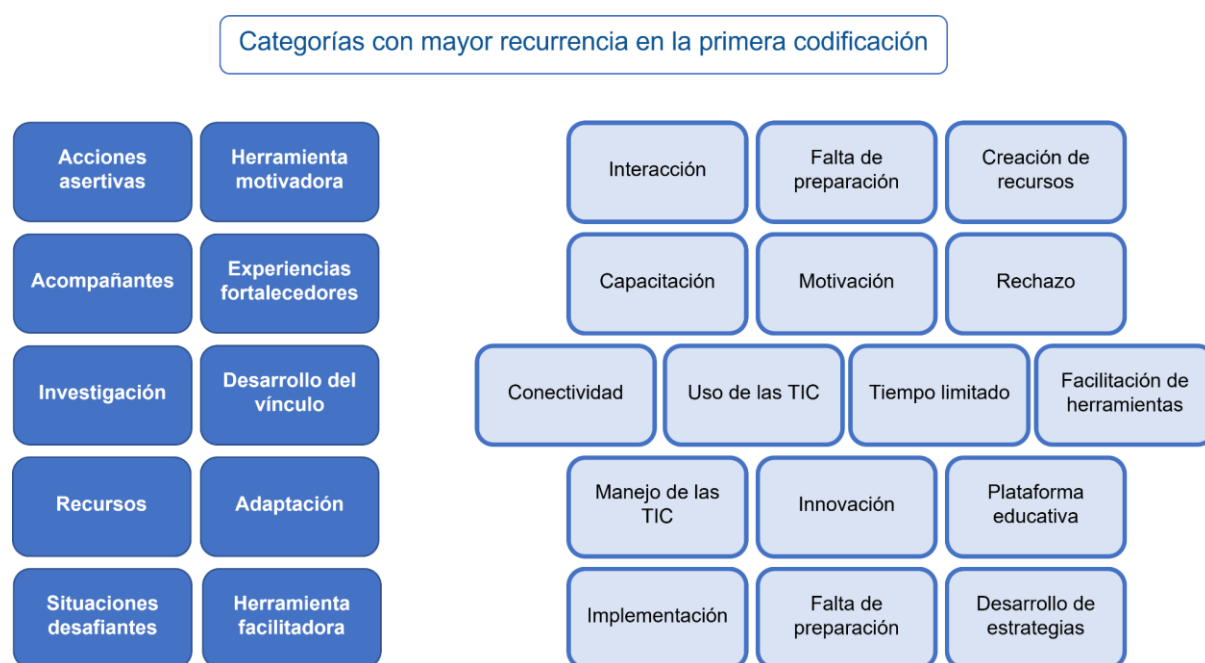 Categorías con mayor recurrencia en la primera codificación
Acciones
asertivas
Herramienta
motivadora
Interacción
Falta de
preparación
Creación de
recursos
Acompañantes
Experiencias
fortalecedores
Capacitación
Motivación
Rechazo
Investigación
Desarrollo del
vínculo
Conectividad
Uso de las TIC
Tiempo limitado
Facilitación de
herramientas
Recursos
Adaptación
Manejo de las
TIC
Innovación
Plataforma
educativa
Situaciones
desafiantes
Herramienta
facilitadora
Implementación
Falta de
preparación
Desarrollo de
estrategias